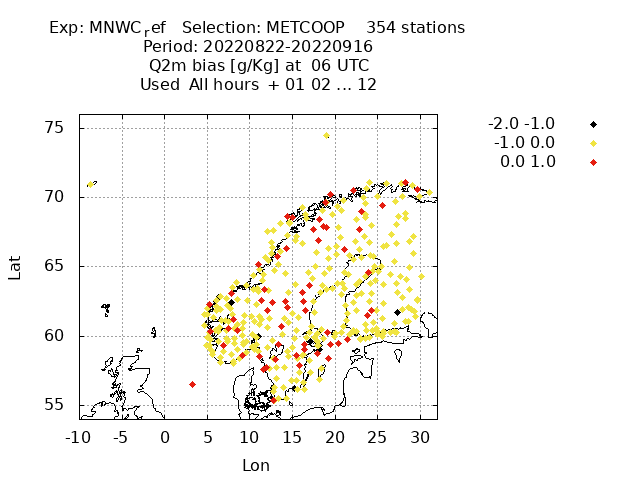 Exp: MNWC_ref Selection: METCOOP 354 stations
Period: 20220822-20220916
Q2m bias [g/Kg] at 06 UTC
Used All hours + 01 02 ... 12
-2.0 -1.0
-1.0 0.0
0.0 1.0
75
70
65
60
55
Lat
-10 -5 0 5 10 15 20 25 30
Lon